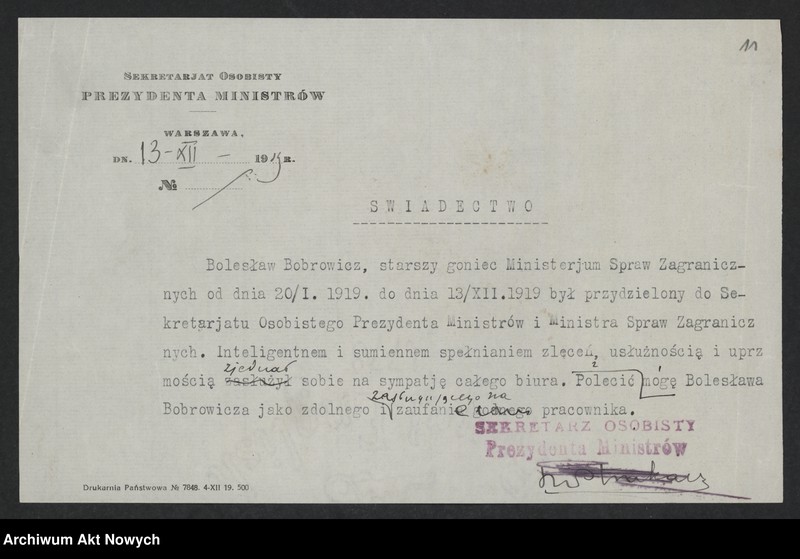 11
SEKRETARJAT OSOBISTY
PREZYDENTA MINISTRÓW
WARSZAWA,
DN. 13-XII - 1919 R.
№
SWIADECTWO
Bolesław Bobrowicz, starszy goniec Ministerjum Spraw Zagranicz-
nych od dnia 20/I. 1919. do dnia 13/XII.1919 był przydzielony do Se-
kretarjatu Osobistego Prezydenta Ministrów i Ministra Spraw Zagranicz
nych. Inteligentnem i sumiennem spełnianiem zleceń, usłużnością i uprz
zjednał
mością zasłużył sobie na sympatję całego biura. Polecić mogę Bolesława
zasługującego na
Bobrowicza jako zdolnego i zaufanie godnego pracownika.
SEKRETARZ OSOBISTY
Prezydenta Ministrów
Drukarnia Państwowa № 7848. 4-XII 19. 500
Archiwum Akt Nowych